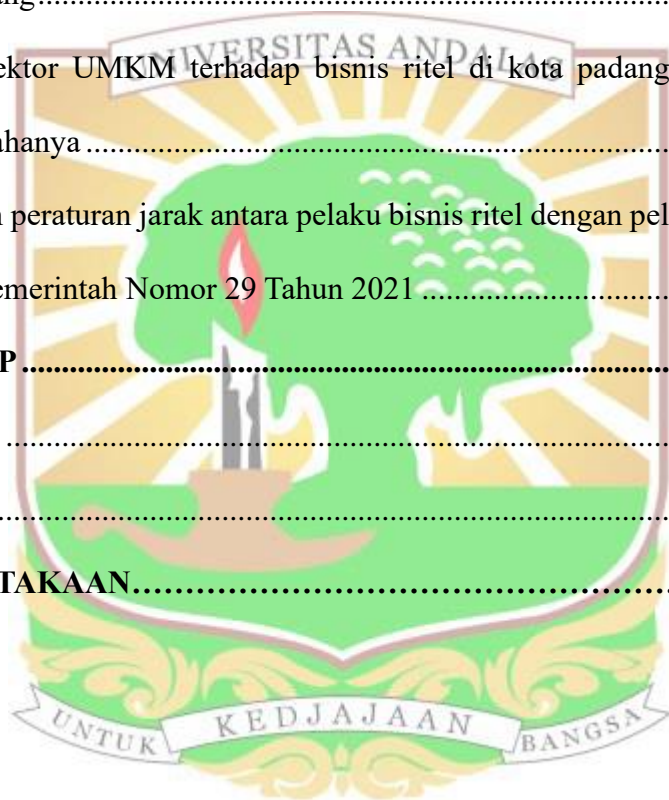 ang........................................................................
UNIVERSITAS ANDALAS
ektor UMKM terhadap bisnis ritel di kota padang
ahanya........................................................................
n peraturan jarak antara pelaku bisnis ritel dengan pel
emerintah Nomor 29 Tahun 2021................................
P........................................................................
........................................................................
........................................................................
TAKAAN........................................................
UNTUK KEDJAJAAN BANGSA